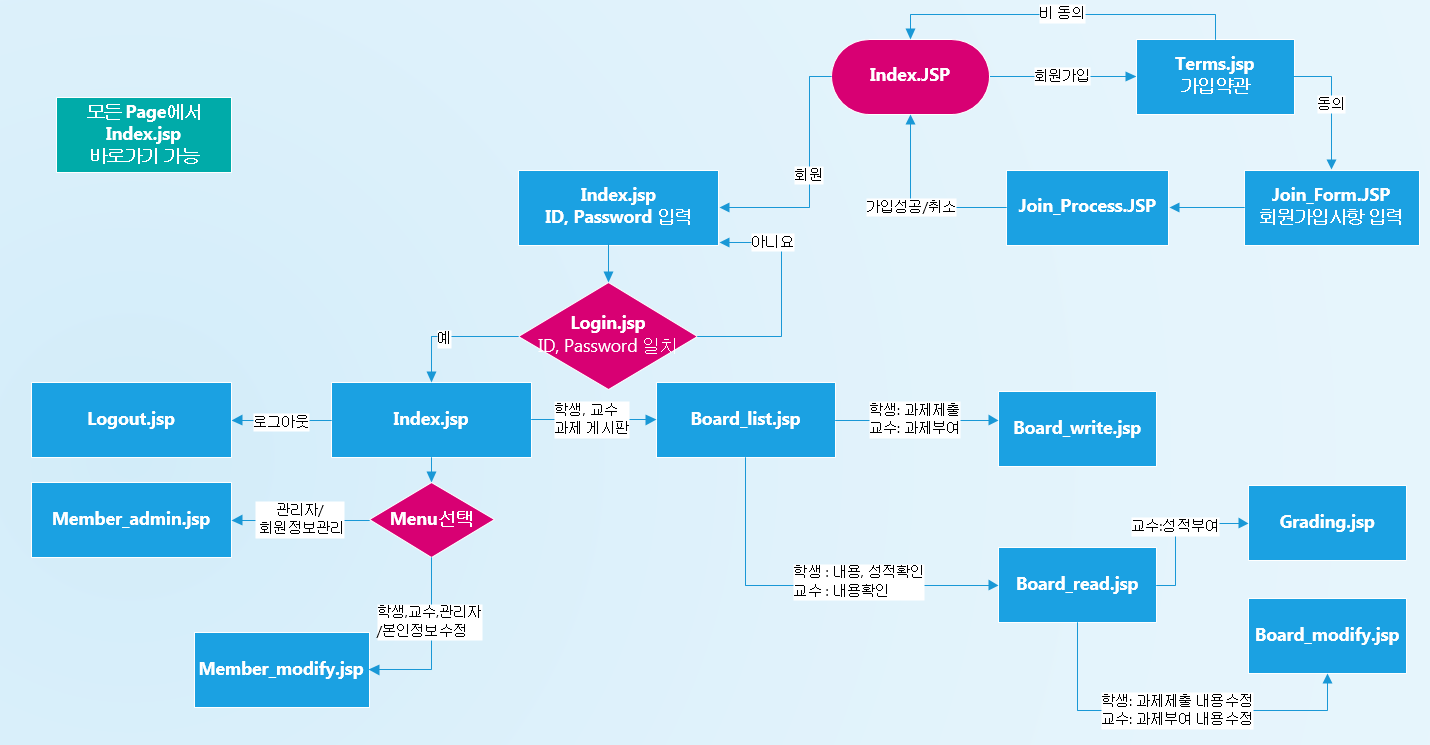 비 동의
Index.JSP
회원가입
Terms.jsp
가입약관
동의
모든 Page에서
Index.jsp
바로가기 가능
회원
Index.jsp
ID, Password 입력
가입성공/취소
Join_Process.JSP
Join_Form.JSP
회원가입사항 입력
아니요
Login.jsp
ID, Password 일치
예
Logout.jsp
로그아웃
Index.jsp
학생, 교수
과제 게시판
Board_list.jsp
학생: 과제제출
교수: 과제부여
Board_write.jsp
Member_admin.jsp
관리자/
회원정보관리
Menu선택
교수:성적부여
Grading.jsp
학생 : 내용, 성적확인
교수 : 내용확인
Board_read.jsp
학생,교수,관리자
/본인정보수정
Member_modify.jsp
Board_modify.jsp
학생: 과제제출 내용수정
교수: 과제부여 내용수정